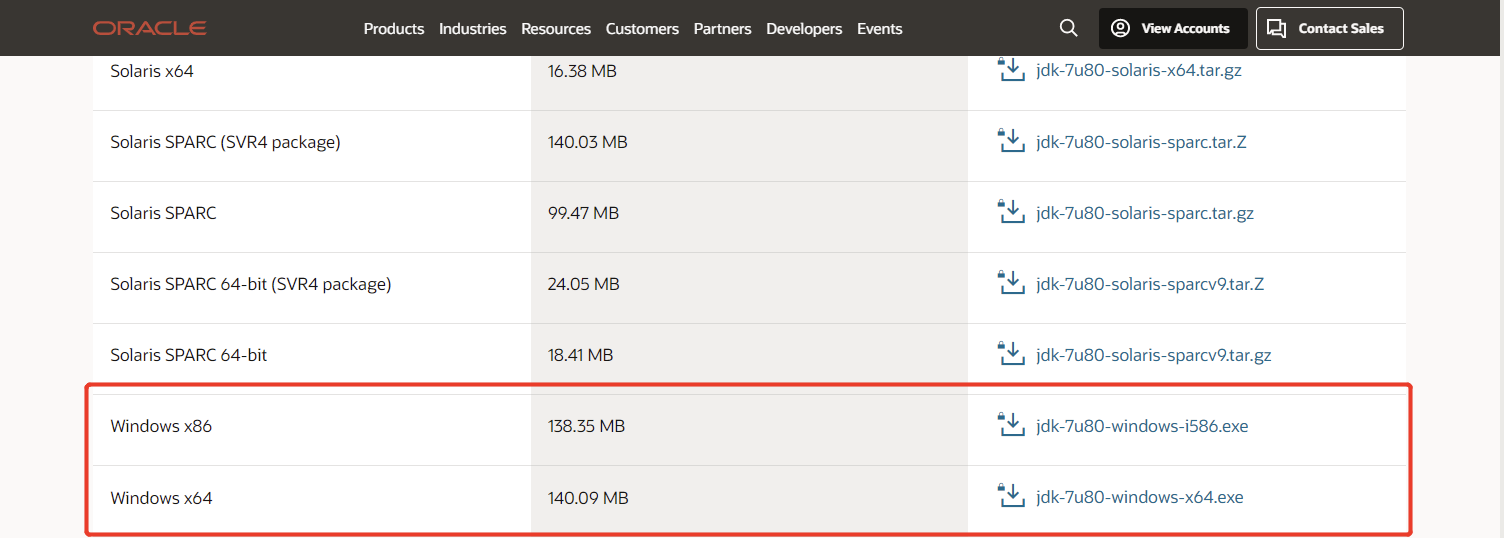 ORACLE Products Industries Resources Customers Partners Developers Events View Accounts Contact Sales
Solaris x64 16.38 MB jdk-7u80-solaris-x64.tar.gz
Solaris SPARC (SVR4 package) 140.03 MB jdk-7u80-solaris-sparc.tar.Z
Solaris SPARC 99.47 MB jdk-7u80-solaris-sparc.tar.gz
Solaris SPARC 64-bit (SVR4 package) 24.05 MB jdk-7u80-solaris-sparcv9.tar.Z
Solaris SPARC 64-bit 18.41 MB jdk-7u80-solaris-sparcv9.tar.gz
Windows x86 138.35 MB jdk-7u80-windows-i586.exe
Windows x64 140.09 MB jdk-7u80-windows-x64.exe